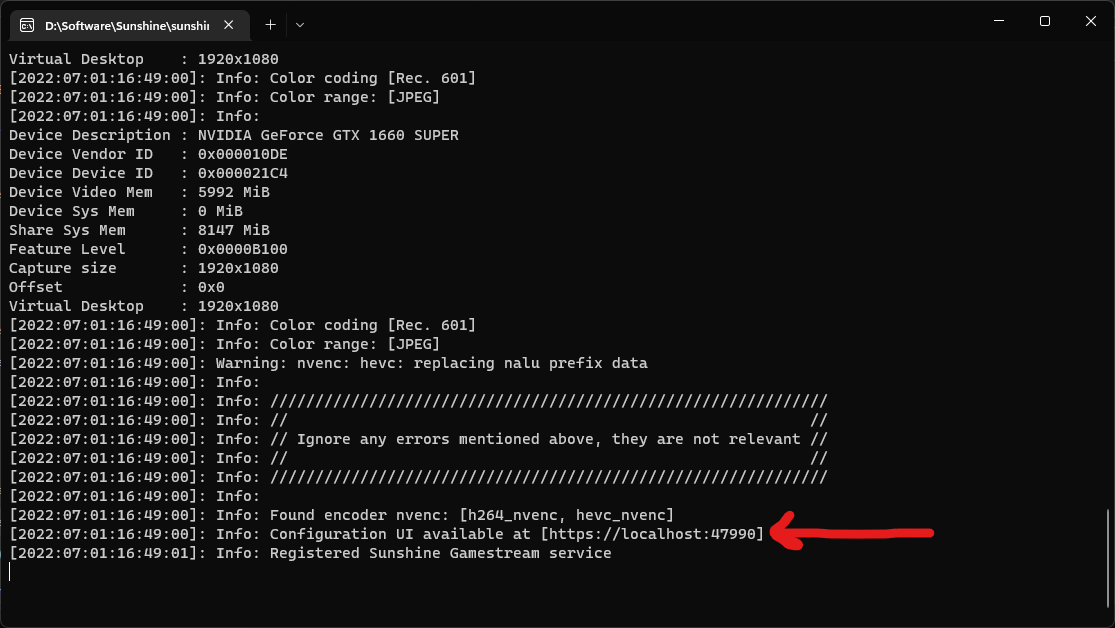 D:\Software\Sunshine\sunshi
Virtual Desktop    : 1920x1080
[2022:07:01:16:49:00]: Info: Color coding [Rec. 601]
[2022:07:01:16:49:00]: Info: Color range: [JPEG]
[2022:07:01:16:49:00]: Info:
Device Description : NVIDIA GeForce GTX 1660 SUPER
Device Vendor ID   : 0x000010DE
Device Device ID   : 0x000021C4
Device Video Mem   : 5992 MiB
Device Sys Mem     : 0 MiB
Share Sys Mem      : 8147 MiB
Feature Level      : 0x0000B100
Capture size       : 1920x1080
Offset             : 0x0
Virtual Desktop    : 1920x1080
[2022:07:01:16:49:00]: Info: Color coding [Rec. 601]
[2022:07:01:16:49:00]: Info: Color range: [JPEG]
[2022:07:01:16:49:00]: Warning: nvenc: hevc: replacing nalu prefix data
[2022:07:01:16:49:00]: Info:
[2022:07:01:16:49:00]: Info: //////////////////////////////////////////////////////////////
[2022:07:01:16:49:00]: Info: //                                                          //
[2022:07:01:16:49:00]: Info: // Ignore any errors mentioned above, they are not relevant //
[2022:07:01:16:49:00]: Info: //                                                          //
[2022:07:01:16:49:00]: Info: //////////////////////////////////////////////////////////////
[2022:07:01:16:49:00]: Info:
[2022:07:01:16:49:00]: Info: Found encoder nvenc: [h264_nvenc, hevc_nvenc]
[2022:07:01:16:49:00]: Info: Configuration UI available at [https://localhost:47990]
[2022:07:01:16:49:01]: Info: Registered Sunshine Gamestream service